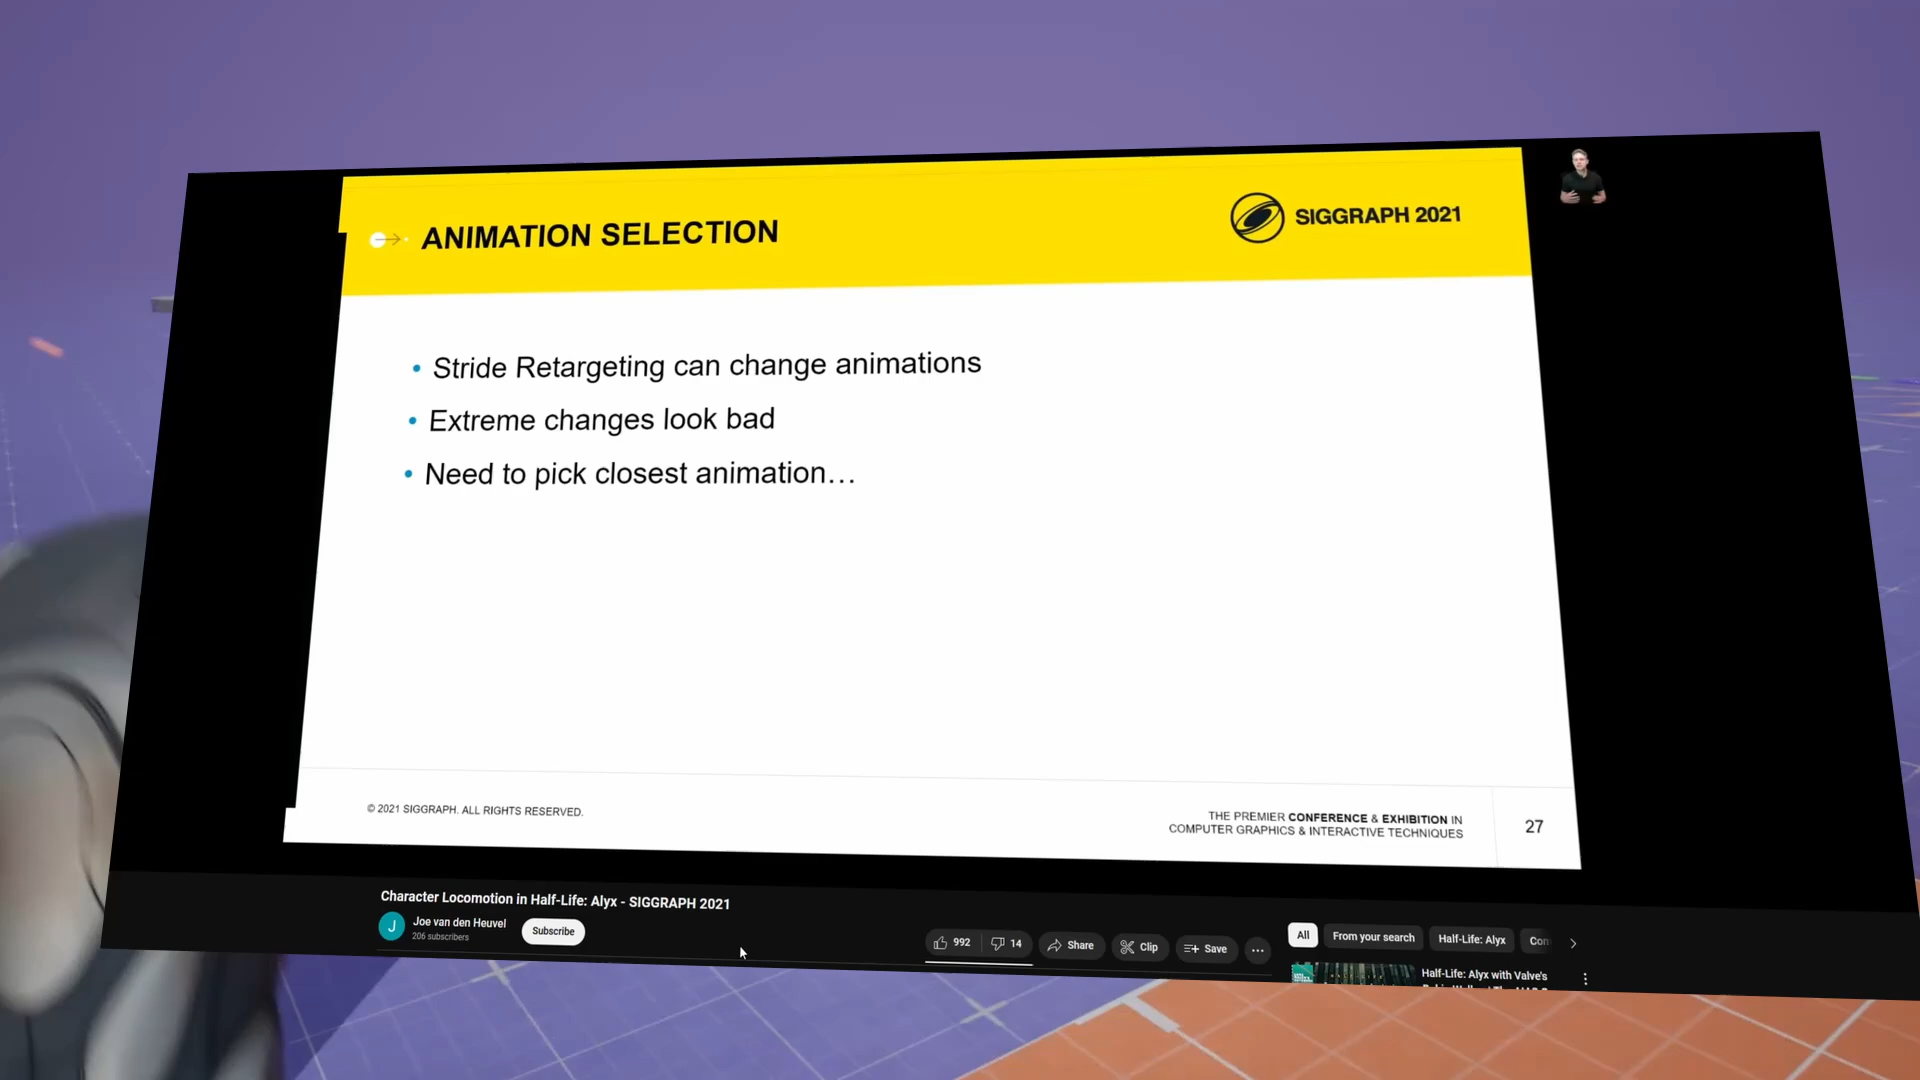 ANIMATION SELECTION
SIGGRAPH 2021
• Stride Retargeting can change animations
• Extreme changes look bad
• Need to pick closest animation…
© 2021 SIGGRAPH. ALL RIGHTS RESERVED.
THE PREMIER CONFERENCE & EXHIBITION IN
COMPUTER GRAPHICS & INTERACTIVE TECHNIQUES
27
Character Locomotion in Half-Life: Alyx - SIGGRAPH 2021
J
Joe van den Heuvel
206 subscribers
Subscribe
992
14
Share
Clip
Save
All
From your search
Half-Life: Alyx
Half-Life: Alyx with Valve's